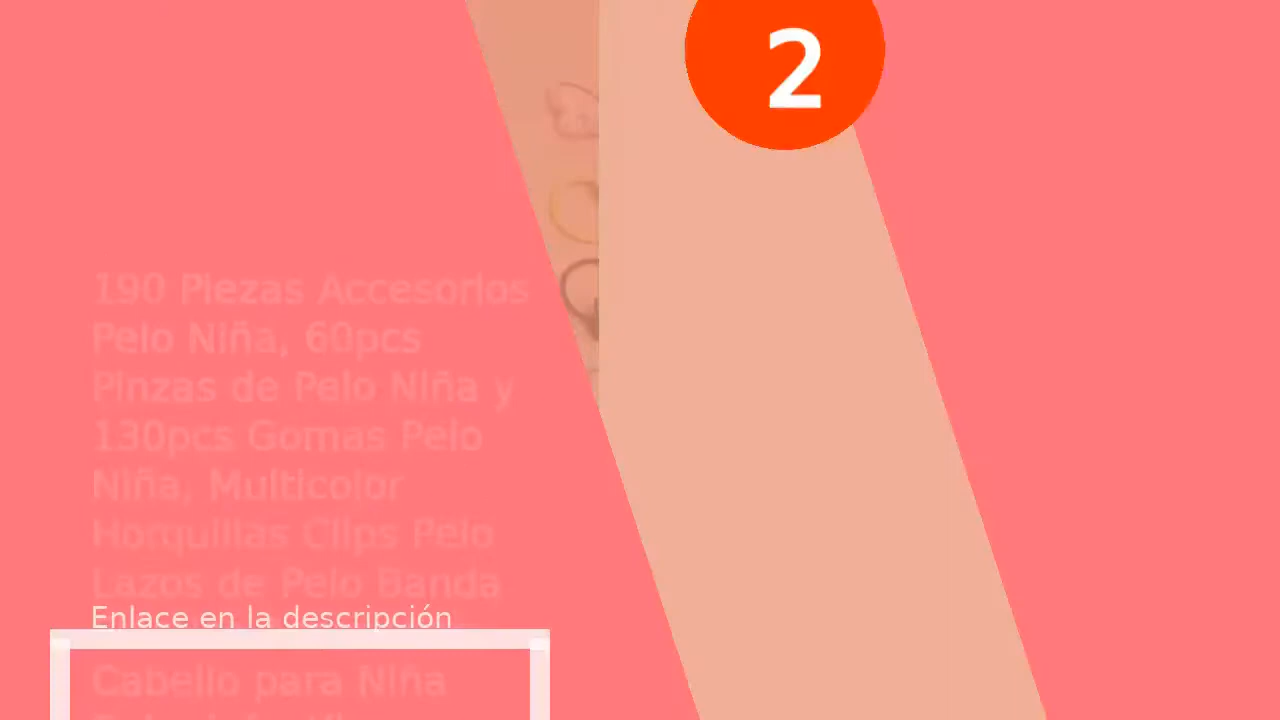 2
190 Piezas Accesorios
Pelo Niña, 60pcs
Pinzas de Pelo Niña y
130pcs Gomas Pelo
Niña, Multicolor
Horquillas Clips Pelo
Lazos de Pelo Banda
Enlace en la descripción
Cabello para Niña